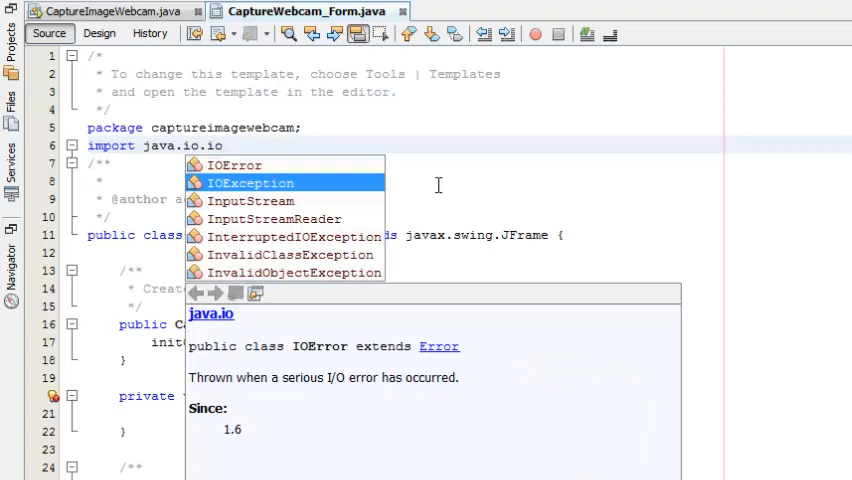 CaptureImageWebcam.java
CaptureWebcam_Form.java
Source
Design
History
Projects
Files
Services
Navigator
1 /*
2 * To change this template, choose Tools | Templates
3 * and open the template in the editor.
4 */
5 package captureimagewebcam;
6 import java.io.io
7 /**
8 *
9 * @author a
10 */
11 public class ds javax.swing.JFrame {
12
13 /**
14 * Create
15 */
16 public Ca
17 init
18 }
19
private
21
22 }
23
24 /**
IOError
IOException
InputStream
InputStreamReader
InterruptedIOException
InvalidClassException
InvalidObjectException
java.io
public class IOError extends Error
Thrown when a serious I/O error has occurred.
Since:
1.6